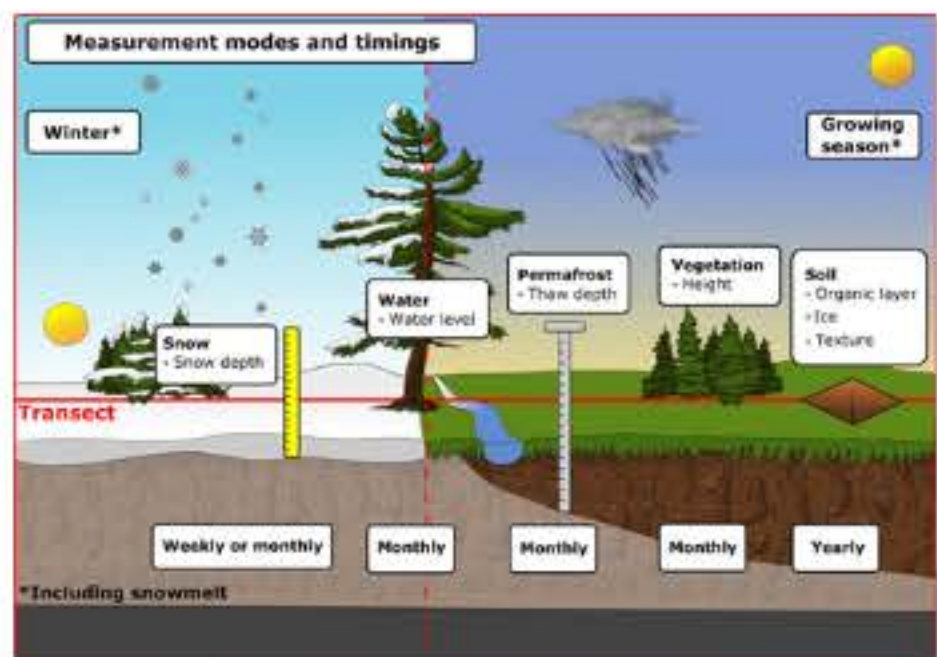 Measurement modes and timings
Winter*
Growing
season*
Snow
- Snow depth
Water
- Water level
Permafrost
- Thaw depth
Vegetation
- Height
Soil
- Organic layer
- Ice
- Texture
Transect
Weekly or monthly
Monthly
Monthly
Monthly
Yearly
*Including snowmelt